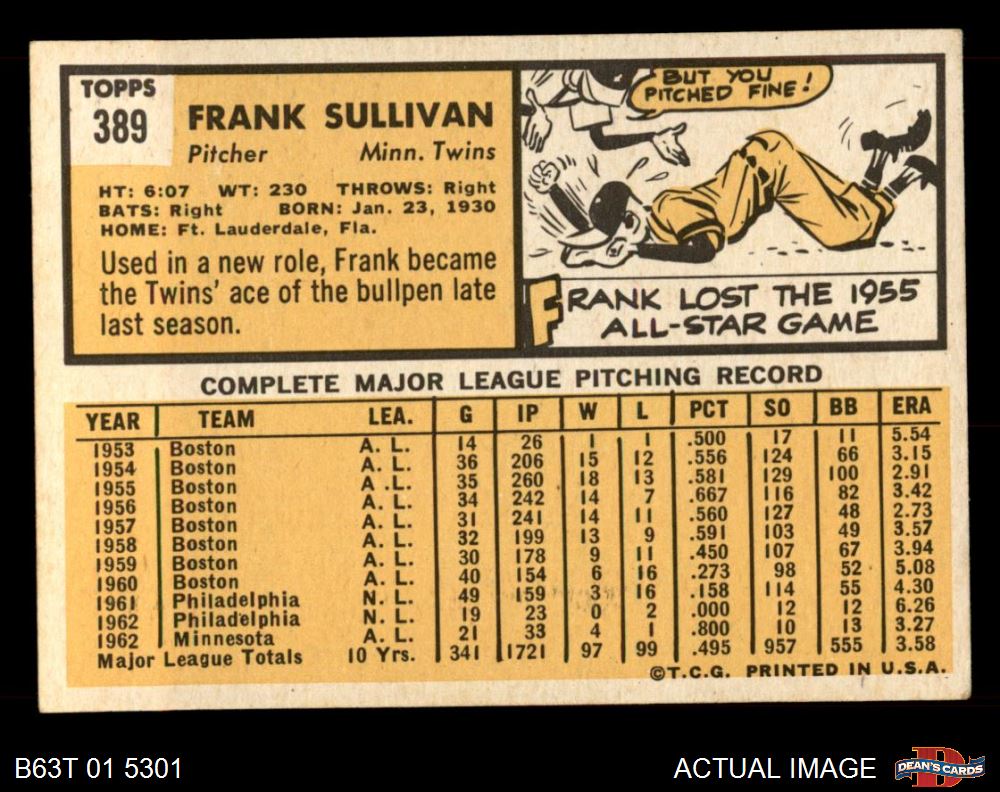 TOPPS
389
FRANK SULLIVAN
Pitcher Minn. Twins
HT: 6:07 WT: 230 THROWS: Right
BATS: Right BORN: Jan. 23, 1930
HOME: Ft. Lauderdale, Fla.
Used in a new role, Frank became
the Twins' ace of the bullpen late
last season.
BUT YOU
PITCHED FINE!
FRANK LOST THE 1955
ALL-STAR GAME
COMPLETE MAJOR LEAGUE PITCHING RECORD
YEAR TEAM LEA. G IP W L PCT SO BB ERA
1953 Boston A. L. 14 26 1 1 .500 17 11 5.54
1954 Boston A. L. 36 206 15 12 .556 124 66 3.15
1955 Boston A .L. 35 260 18 13 .581 129 100 2.91
1956 Boston A. L. 34 242 14 7 .667 116 82 3.42
1957 Boston A. L. 31 241 14 11 .560 127 48 2.73
1958 Boston A. L. 32 199 13 9 .591 103 49 3.57
1959 Boston A. L. 30 178 9 11 .450 107 67 3.94
1960 Boston A. L. 40 154 6 16 .273 98 52 5.08
1961 Philadelphia N. L. 49 159 3 16 .158 114 55 4.30
1962 Philadelphia N. L. 19 23 0 2 .000 12 12 6.26
1962 Minnesota A. L. 21 33 4 1 .800 10 13 3.27
Major League Totals 10 Yrs. 341 1721 97 99 .495 957 555 3.58
©T.C.G. PRINTED IN U.S.A.
B63T 01 5301
ACTUAL IMAGE
DEAN'S CARDS